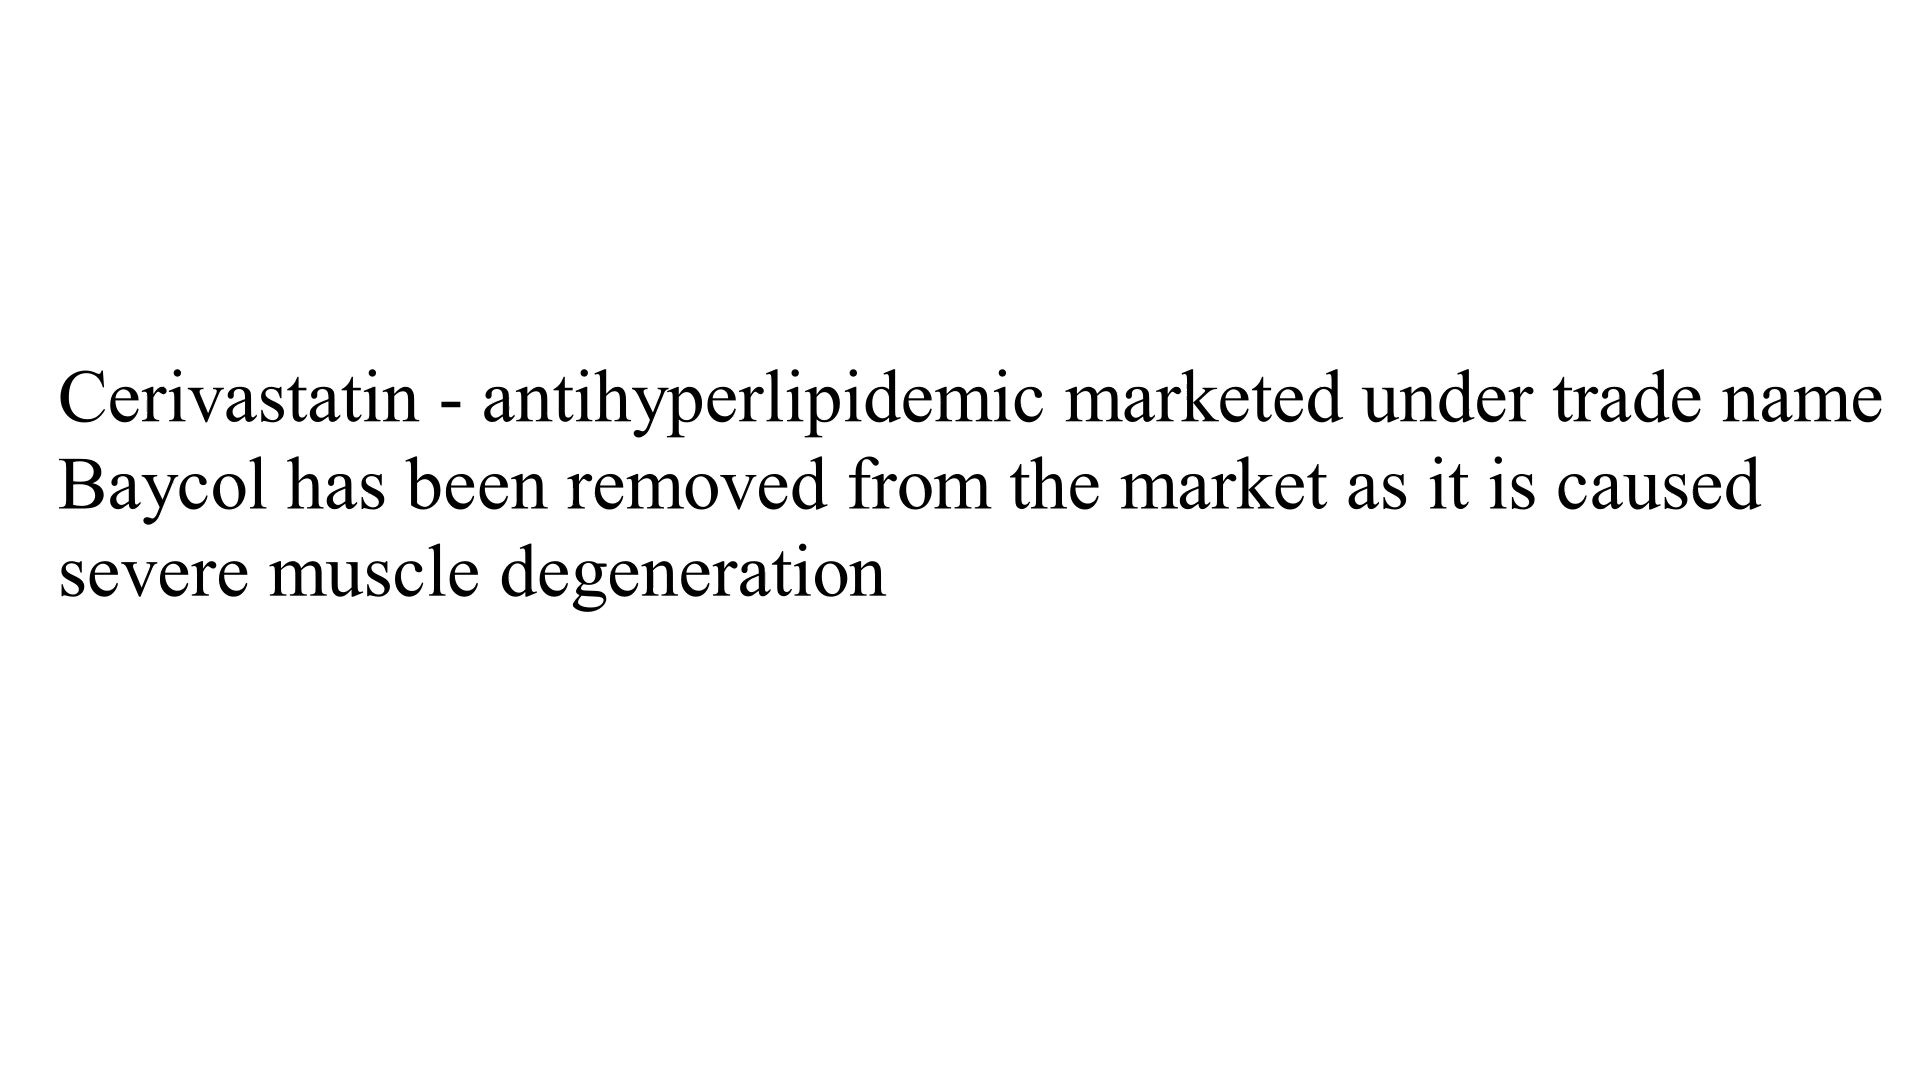 Cerivastatin - antihyperlipidemic marketed under trade name
Baycol has been removed from the market as it is caused
severe muscle degeneration